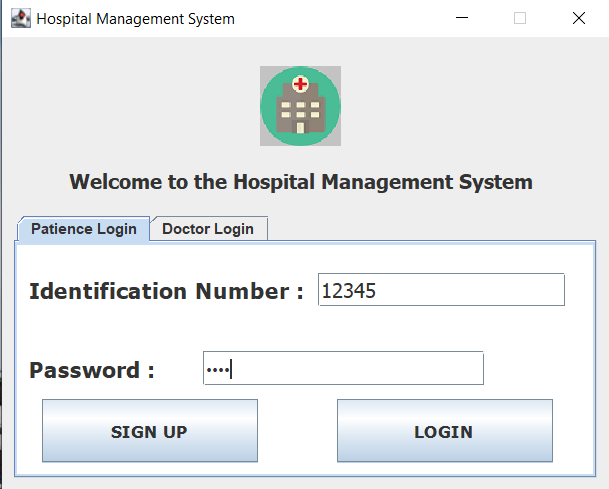 Hospital Management System
Welcome to the Hospital Management System
Patience Login Doctor Login
Identification Number : 12345
Password : ••••
SIGN UP LOGIN